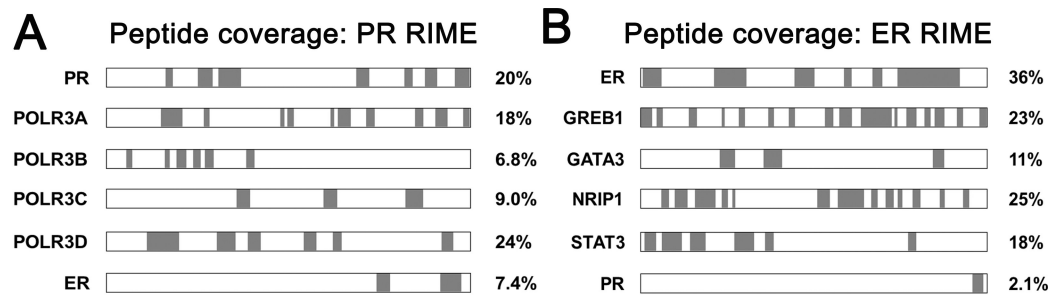 A Peptide coverage: PR RIME
PR 20%
POLR3A 18%
POLR3B 6.8%
POLR3C 9.0%
POLR3D 24%
ER 7.4%
B Peptide coverage: ER RIME
ER 36%
GREB1 23%
GATA3 11%
NRIP1 25%
STAT3 18%
PR 2.1%